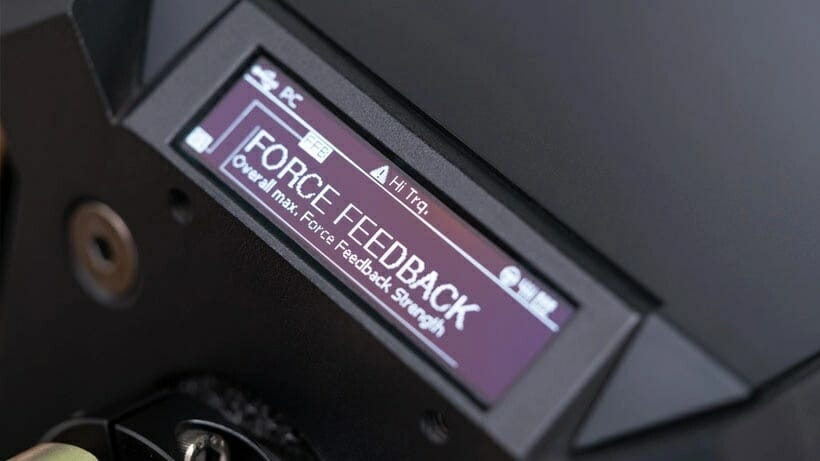 PC
Hi Trq.
FFB
FORCE FEEDBACK
Overall max. Force Feedback Strength